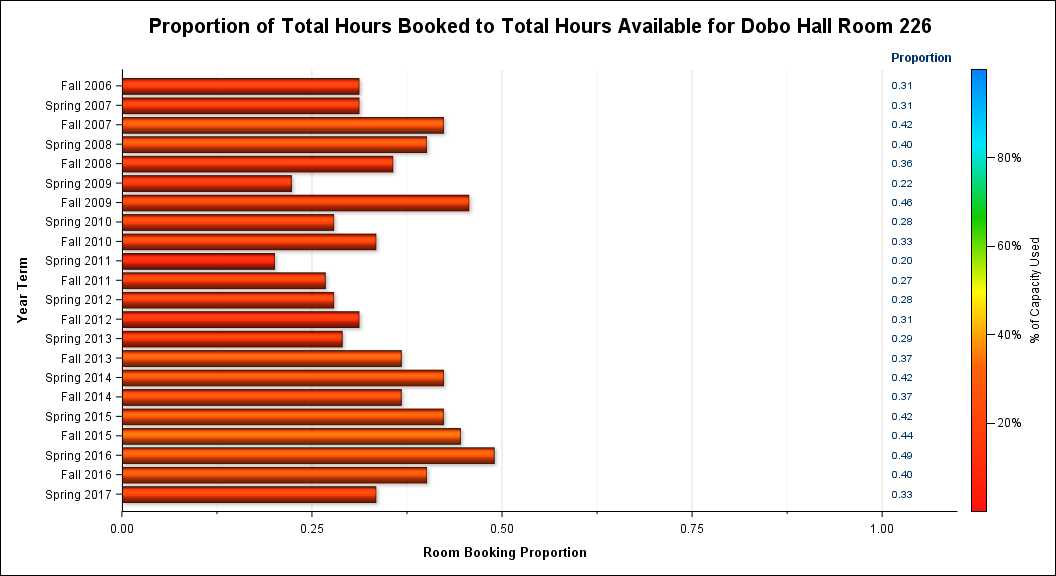 Proportion of Total Hours Booked to Total Hours Available for Dobo Hall Room 226
Proportion
Fall 2006 0.31
Spring 2007 0.31
Fall 2007 0.42
Spring 2008 0.40
Fall 2008 0.36
Spring 2009 0.22
Fall 2009 0.46
Spring 2010 0.28
Fall 2010 0.33
Spring 2011 0.20
Fall 2011 0.27
Spring 2012 0.28
Fall 2012 0.31
Spring 2013 0.29
Fall 2013 0.37
Spring 2014 0.42
Fall 2014 0.37
Spring 2015 0.42
Fall 2015 0.44
Spring 2016 0.49
Fall 2016 0.40
Spring 2017 0.33
Year Term
0.00 0.25 0.50 0.75 1.00
Room Booking Proportion
80%
60%
40%
20%
% of Capacity Used